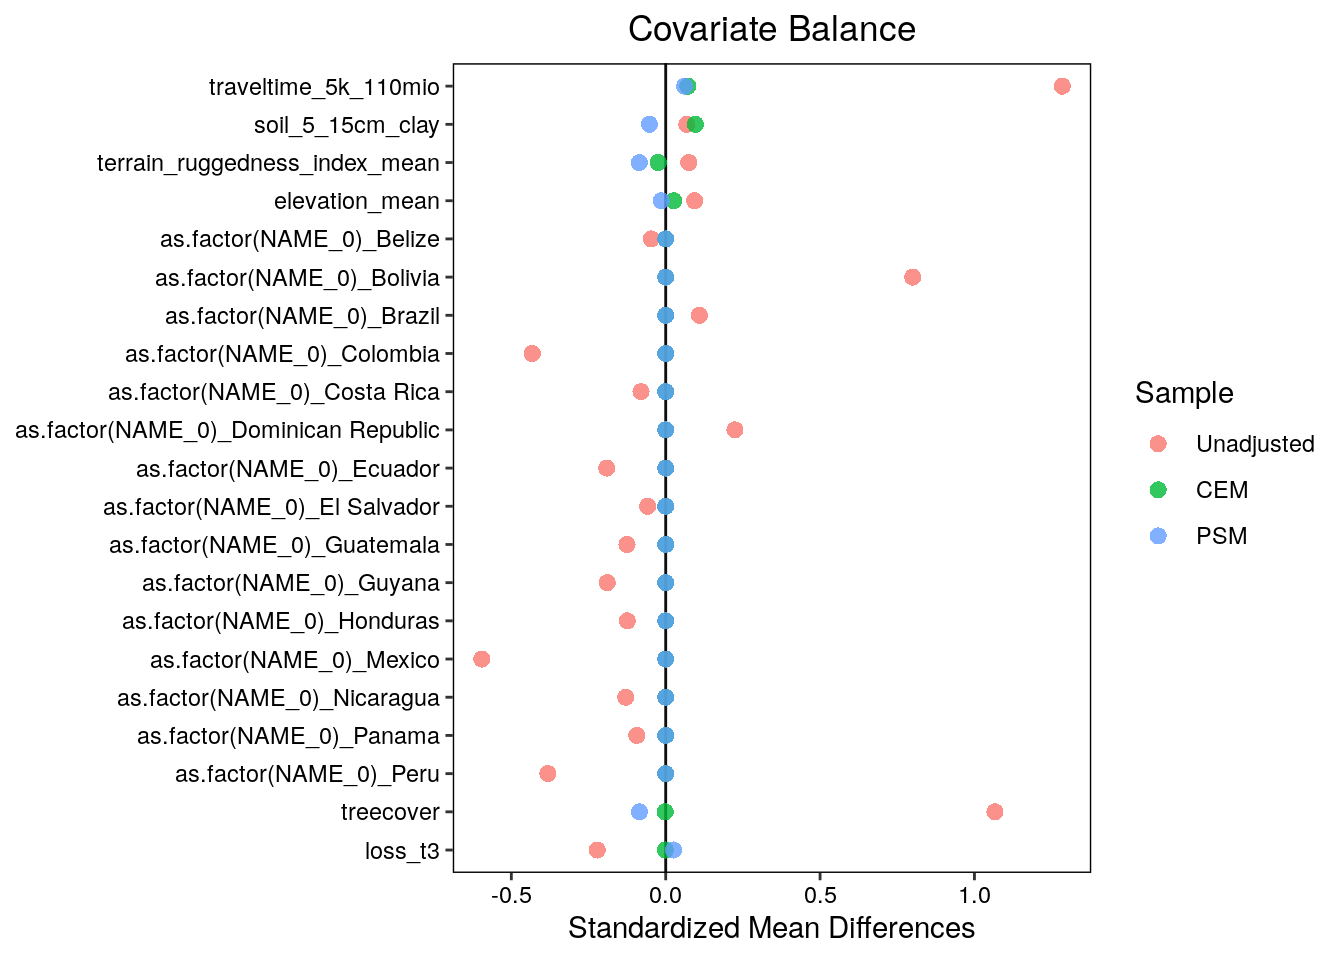 Covariate Balance
traveltime_5k_110mio
soil_5_15cm_clay
terrain_ruggedness_index_mean
elevation_mean
as.factor(NAME_0)_Belize
as.factor(NAME_0)_Bolivia
as.factor(NAME_0)_Brazil
as.factor(NAME_0)_Colombia
as.factor(NAME_0)_Costa Rica
as.factor(NAME_0)_Dominican Republic
as.factor(NAME_0)_Ecuador
as.factor(NAME_0)_El Salvador
as.factor(NAME_0)_Guatemala
as.factor(NAME_0)_Guyana
as.factor(NAME_0)_Honduras
as.factor(NAME_0)_Mexico
as.factor(NAME_0)_Nicaragua
as.factor(NAME_0)_Panama
as.factor(NAME_0)_Peru
treecover
loss_t3
-0.5 0.0 0.5 1.0
Standardized Mean Differences
Sample
Unadjusted
CEM
PSM